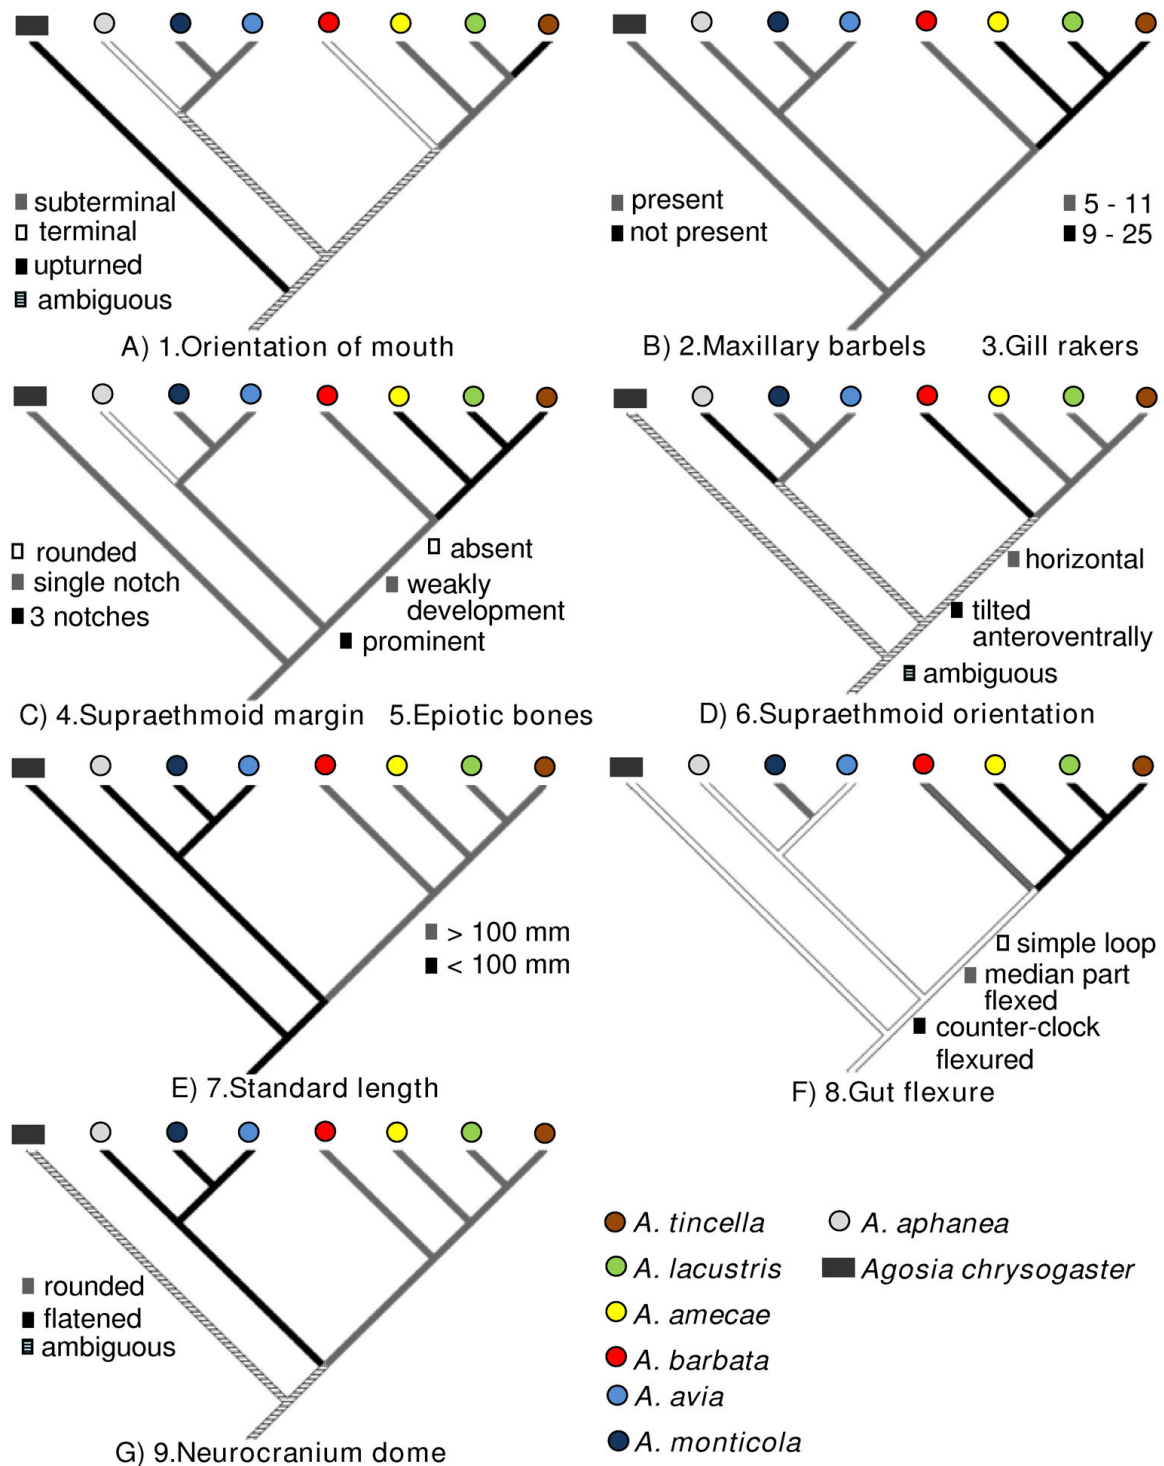 subterminal
terminal
upturned
ambiguous
A) 1.Orientation of mouth
present
not present
5 - 11
9 - 25
B) 2.Maxillary barbels 3.Gill rakers
rounded
single notch
3 notches
absent
weakly
development
prominent
C) 4.Supraethmoid margin 5.Epiotic bones
horizontal
tilted
anteroventrally
ambiguous
D) 6.Supraethmoid orientation
> 100 mm
< 100 mm
E) 7.Standard length
simple loop
median part
flexed
counter-clock
flexured
F) 8.Gut flexure
rounded
flatened
ambiguous
G) 9.Neurocranium dome
A. tincella
A. lacustris
A. amecae
A. barbata
A. avia
A. monticola
A. aphanea
Agosia chrysogaster